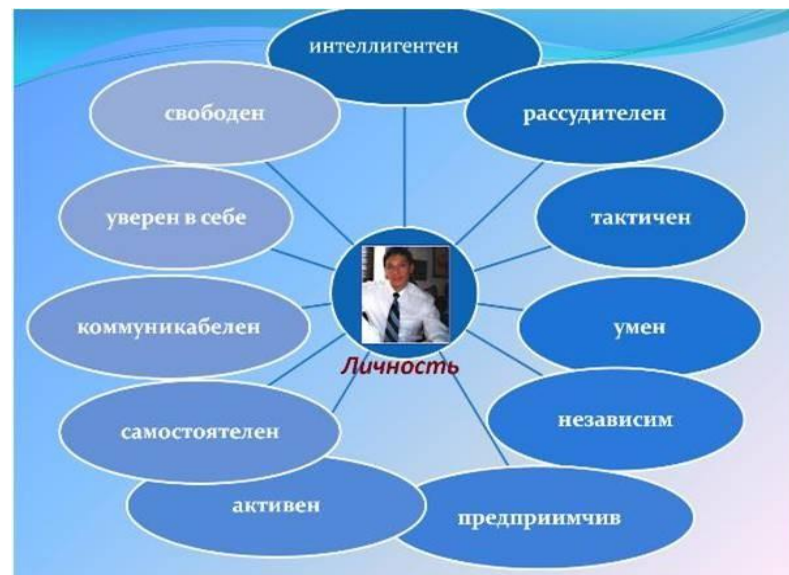 интеллигентен
свободен
рассудителен
уверен в себе
тактичен
коммуникабелен
умен
Личность
самостоятелен
независим
активен
предприимчив